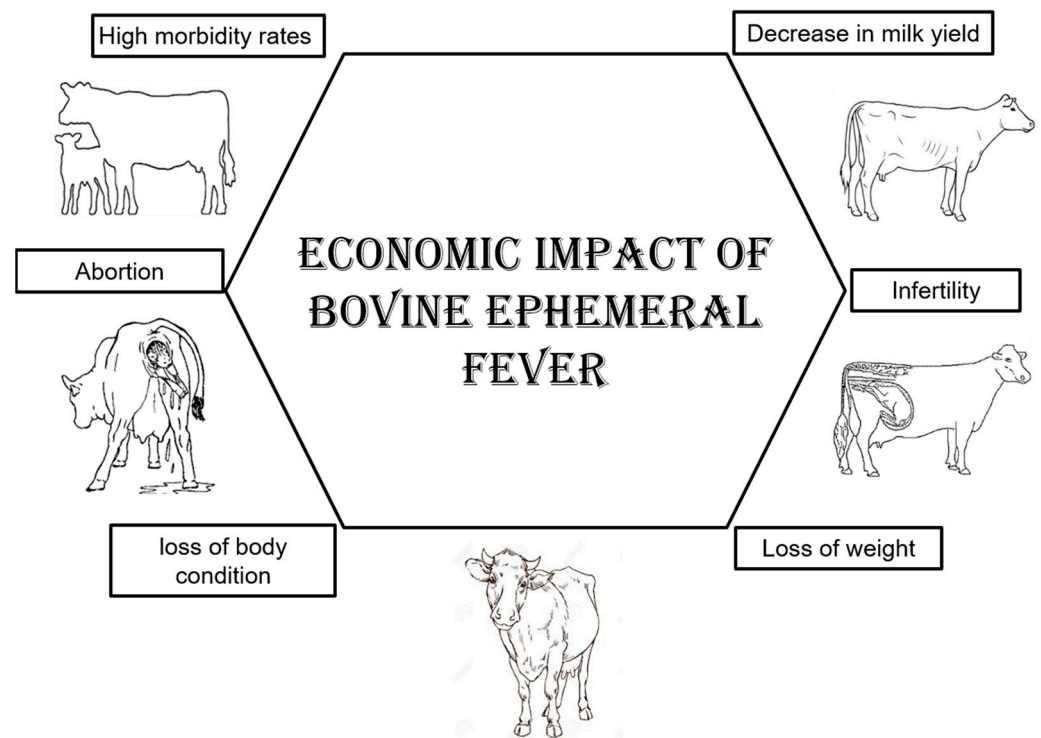 High morbidity rates
Decrease in milk yield
ECONOMIC IMPACT OF
BOVINE EPHEMERAL
FEVER
Abortion
Infertility
loss of body
condition
Loss of weight